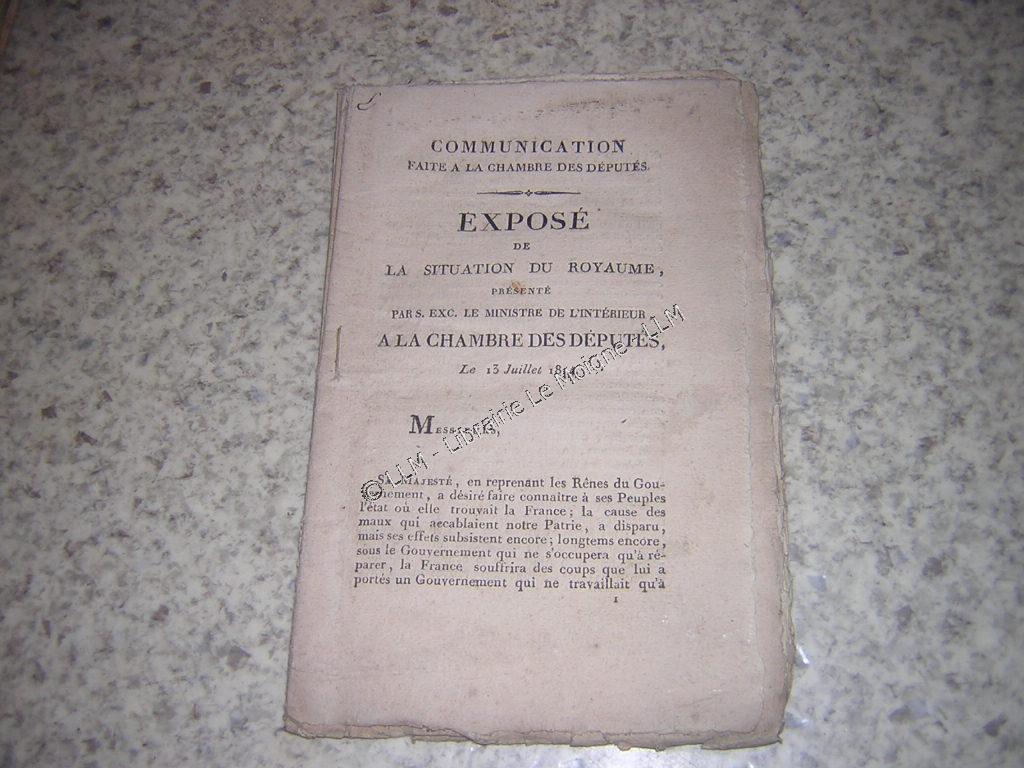 COMMUNICATION
FAITE A LA CHAMBRE DES DÉPUTÉS.
EXPOSÉ
DE
LA SITUATION DU ROYAUME,
PRÉSENTÉ
PAR S. EXC. LE MINISTRE DE L'INTÉRIEUR
A LA CHAMBRE DES DÉPUTÉS,
Le 13 Juillet
MESSIEURS,
SA MAJESTÉ, en reprenant les Rênes du Gou-
vernement, a désiré faire connaître à ses Peuples
l'état où elle trouvait la France; la cause des
maux qui accablaient notre Patrie, a disparu,
mais ses effets subsistent encore; longtems encore,
sous le Gouvernement qui ne s'occupera qu'à ré-
parer, la France souffrira des coups que lui a
portés un Gouvernement qui ne travaillait qu'à
1
© LLM - Librairie Le Moigne - LLM